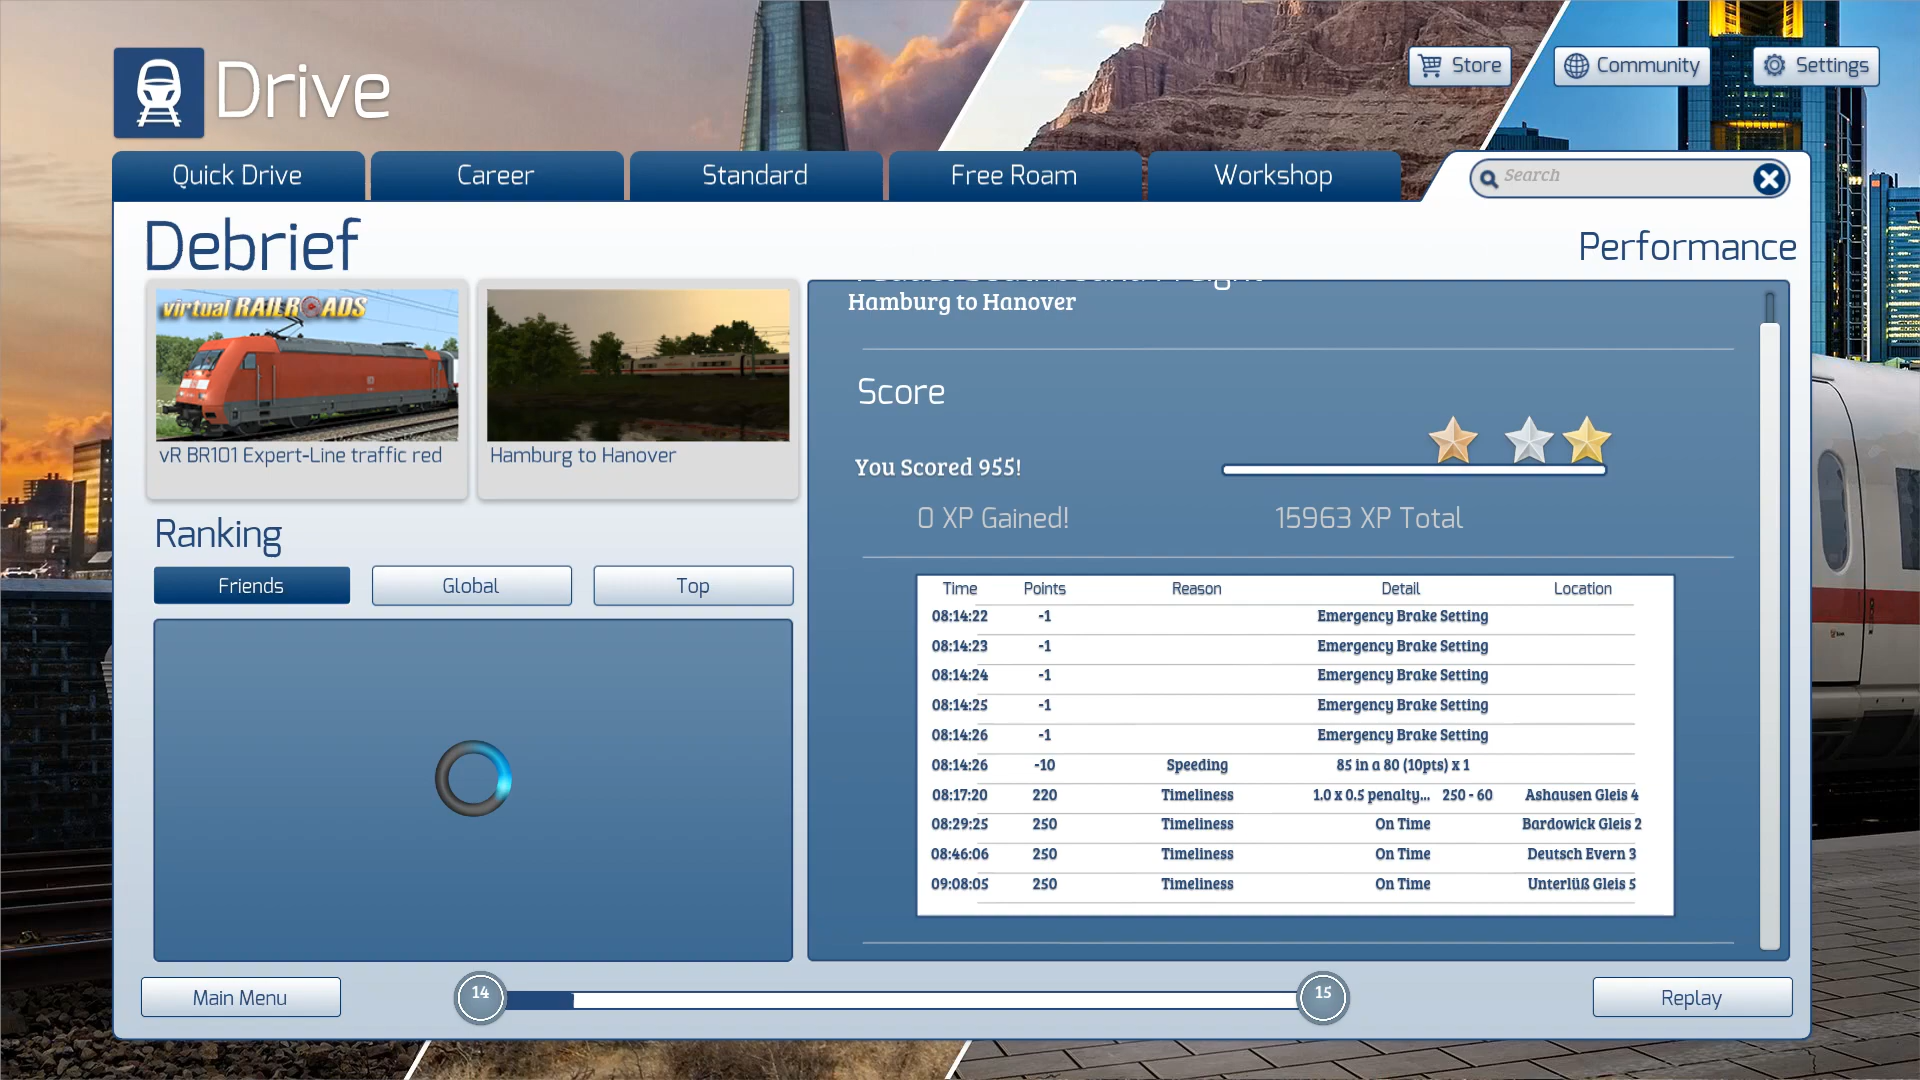 Drive
Store
Community
Settings
Quick Drive
Career
Standard
Free Roam
Workshop
Search
Debrief
Performance
virtual RAILROADS
vR BR101 Expert-Line traffic red
Hamburg to Hanover
Ranking
Friends
Global
Top
Hamburg to Hanover
Score
You Scored 955!
0 XP Gained!
15963 XP Total
Time Points Reason Detail Location
08:14:22 -1 Emergency Brake Setting
08:14:23 -1 Emergency Brake Setting
08:14:24 -1 Emergency Brake Setting
08:14:25 -1 Emergency Brake Setting
08:14:26 -1 Emergency Brake Setting
08:14:26 -10 Speeding 85 in a 80 (10pts) x 1
08:17:20 220 Timeliness 1.0 x 0.5 penalty... 250 - 60 Ashausen Gleis 4
08:29:25 250 Timeliness On Time Bardowick Gleis 2
08:46:06 250 Timeliness On Time Deutsch Evern 3
09:08:05 250 Timeliness On Time Unterlüß Gleis 5
Main Menu
14
15
Replay